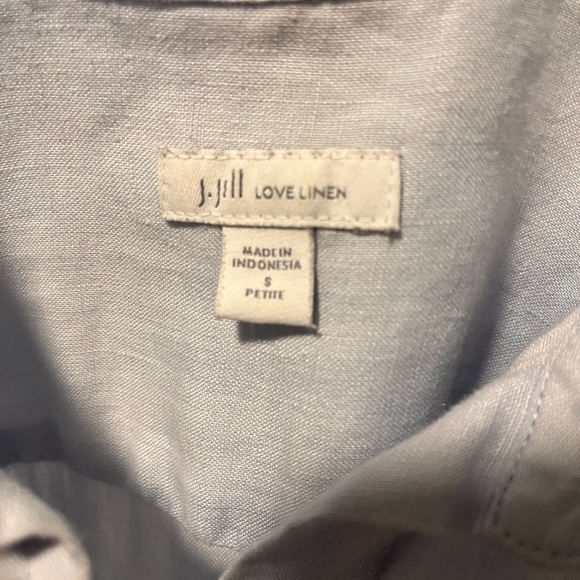 J.Jill LOVE LINEN
MADE IN
INDONESIA
S
PETITE